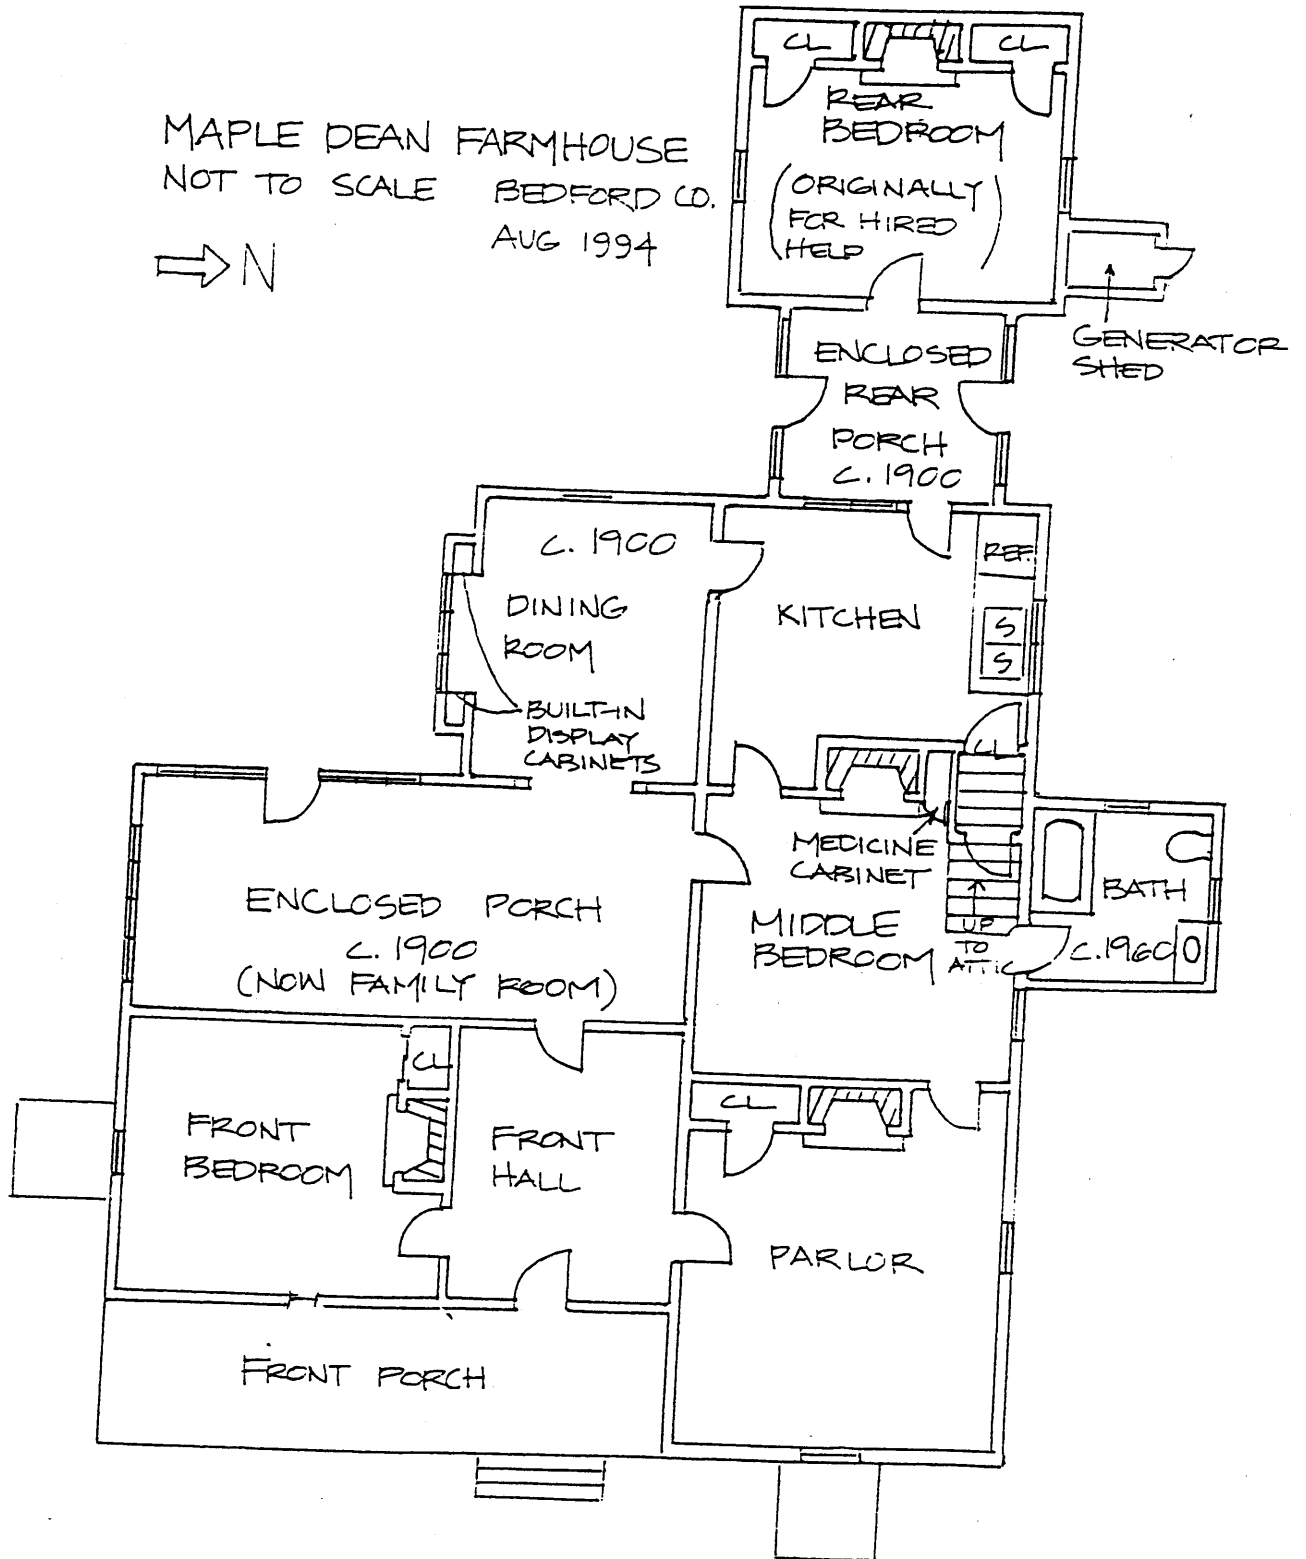 MAPLE DEAN FARMHOUSE
NOT TO SCALE BEDFORD CO.
AUG 1994
N
CL
CL
REAR
BEDROOM
(ORIGINALLY
FOR HIRED
HELP)
GENERATOR
SHED
ENCLOSED
REAR
PORCH
C. 1900
C. 1900
DINING
ROOM
BUILT-IN
DISPLAY
CABINETS
KITCHEN
REF.
S
S
CL
MEDICINE
CABINET
UP
TO
ATTIC
BATH
C. 1960
MIDDLE
BEDROOM
ENCLOSED PORCH
C. 1900
(NOW FAMILY ROOM)
CL
FRONT
BEDROOM
FRONT
HALL
CL
PARLOR
FRONT PORCH